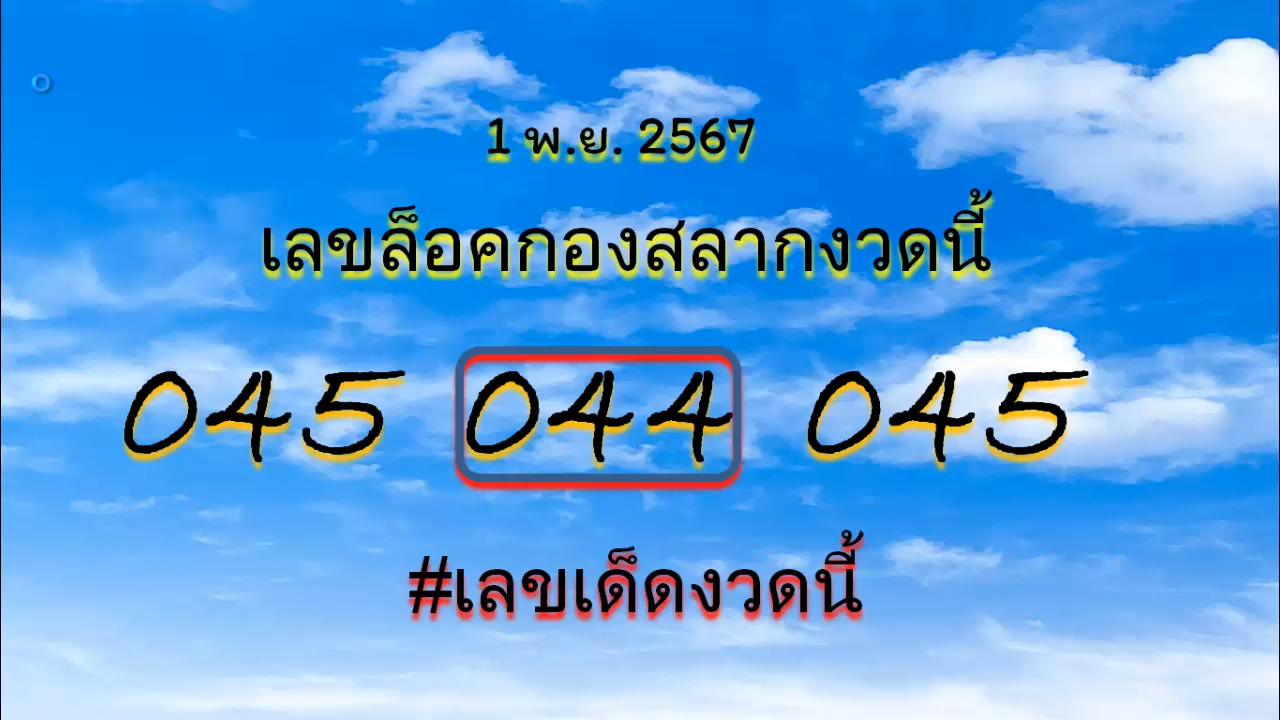 1 พ.ย. 2567
เลขล็อคกองสลากงวดนี้
045 044 045
#เลขเด็ดงวดนี้